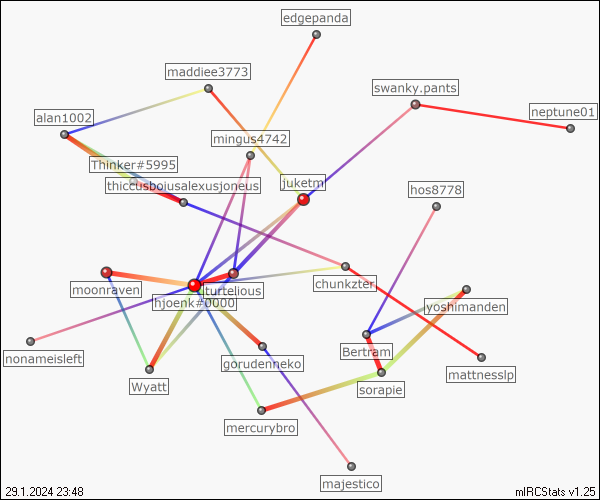 edgepanda
maddiee3773
swanky.pants
neptune01
alan1002
mingus4742
Thinker#5995
thiccusboiusalexusjoneus
juketm
hos8778
moonraven
turtelious
hjoenk#0000
chunkzter
yoshimanden
nonameisleft
gorudenneko
Bertram
mattnesslp
Wyatt
sorapie
mercurybro
majestico
29.1.2024 23:48
mIRCStats v1.25